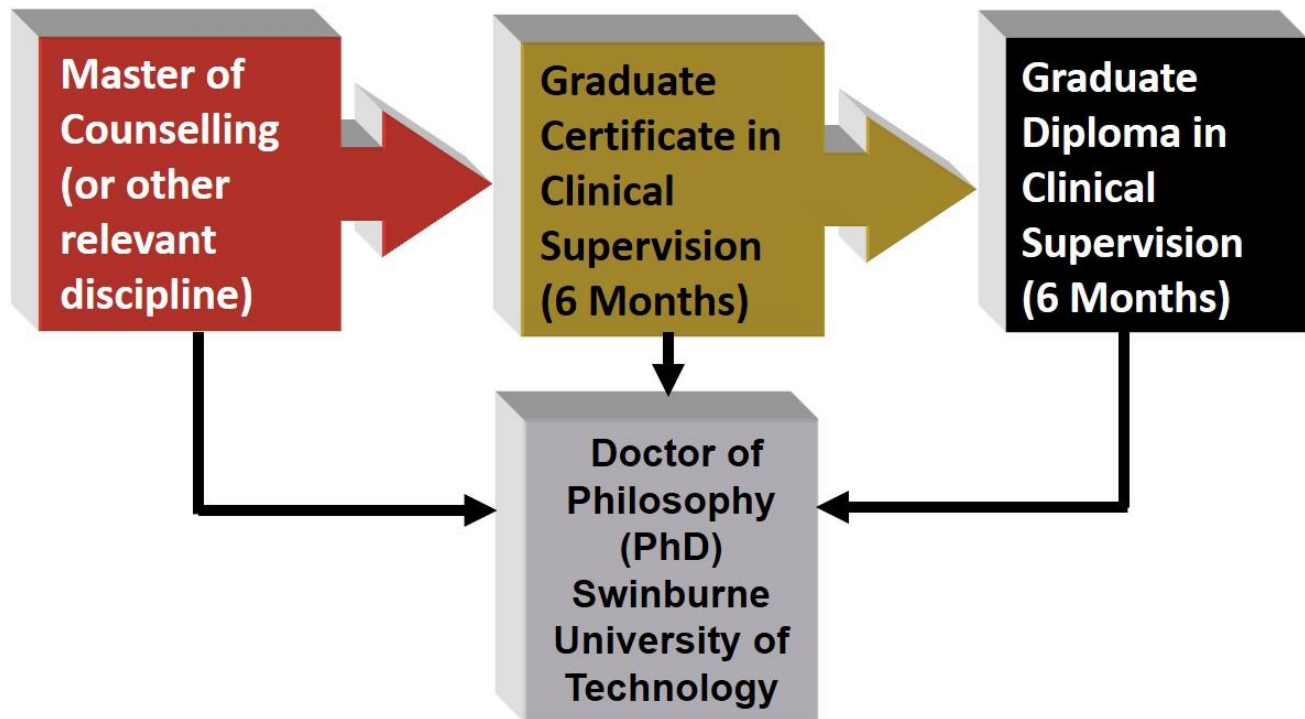 Master of
Counselling
(or other
relevant
discipline)
Graduate
Certificate in
Clinical
Supervision
(6 Months)
Graduate
Diploma in
Clinical
Supervision
(6 Months)
Doctor of
Philosophy
(PhD)
Swinburne
University of
Technology